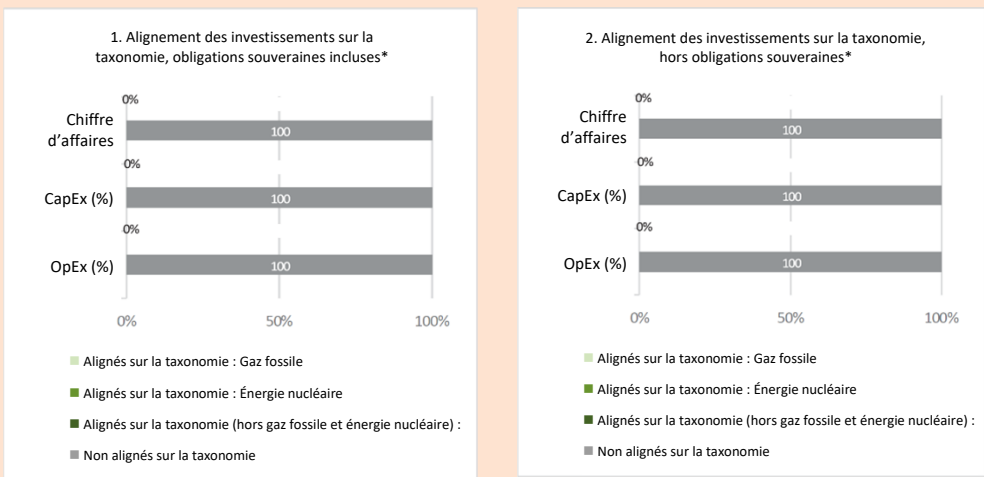 1. Alignement des investissements sur la
taxonomie, obligations souveraines incluses*
0%
Chiffre
d'affaires
100
0%
CapEx (%)
100
0%
OpEx (%)
100
0%
50%
100%
Alignés sur la taxonomie : Gaz fossile
Alignés sur la taxonomie : Énergie nucléaire
Alignés sur la taxonomie (hors gaz fossile et énergie nucléaire) :
Non alignés sur la taxonomie
2. Alignement des investissements sur la taxonomie,
hors obligations souveraines*
0%
Chiffre
d'affaires
100
0%
CapEx (%)
100
0%
OpEx (%)
100
0%
50%
100%
Alignés sur la taxonomie : Gaz fossile
Alignés sur la taxonomie : Énergie nucléaire
Alignés sur la taxonomie (hors gaz fossile et énergie nucléaire) :
Non alignés sur la taxonomie